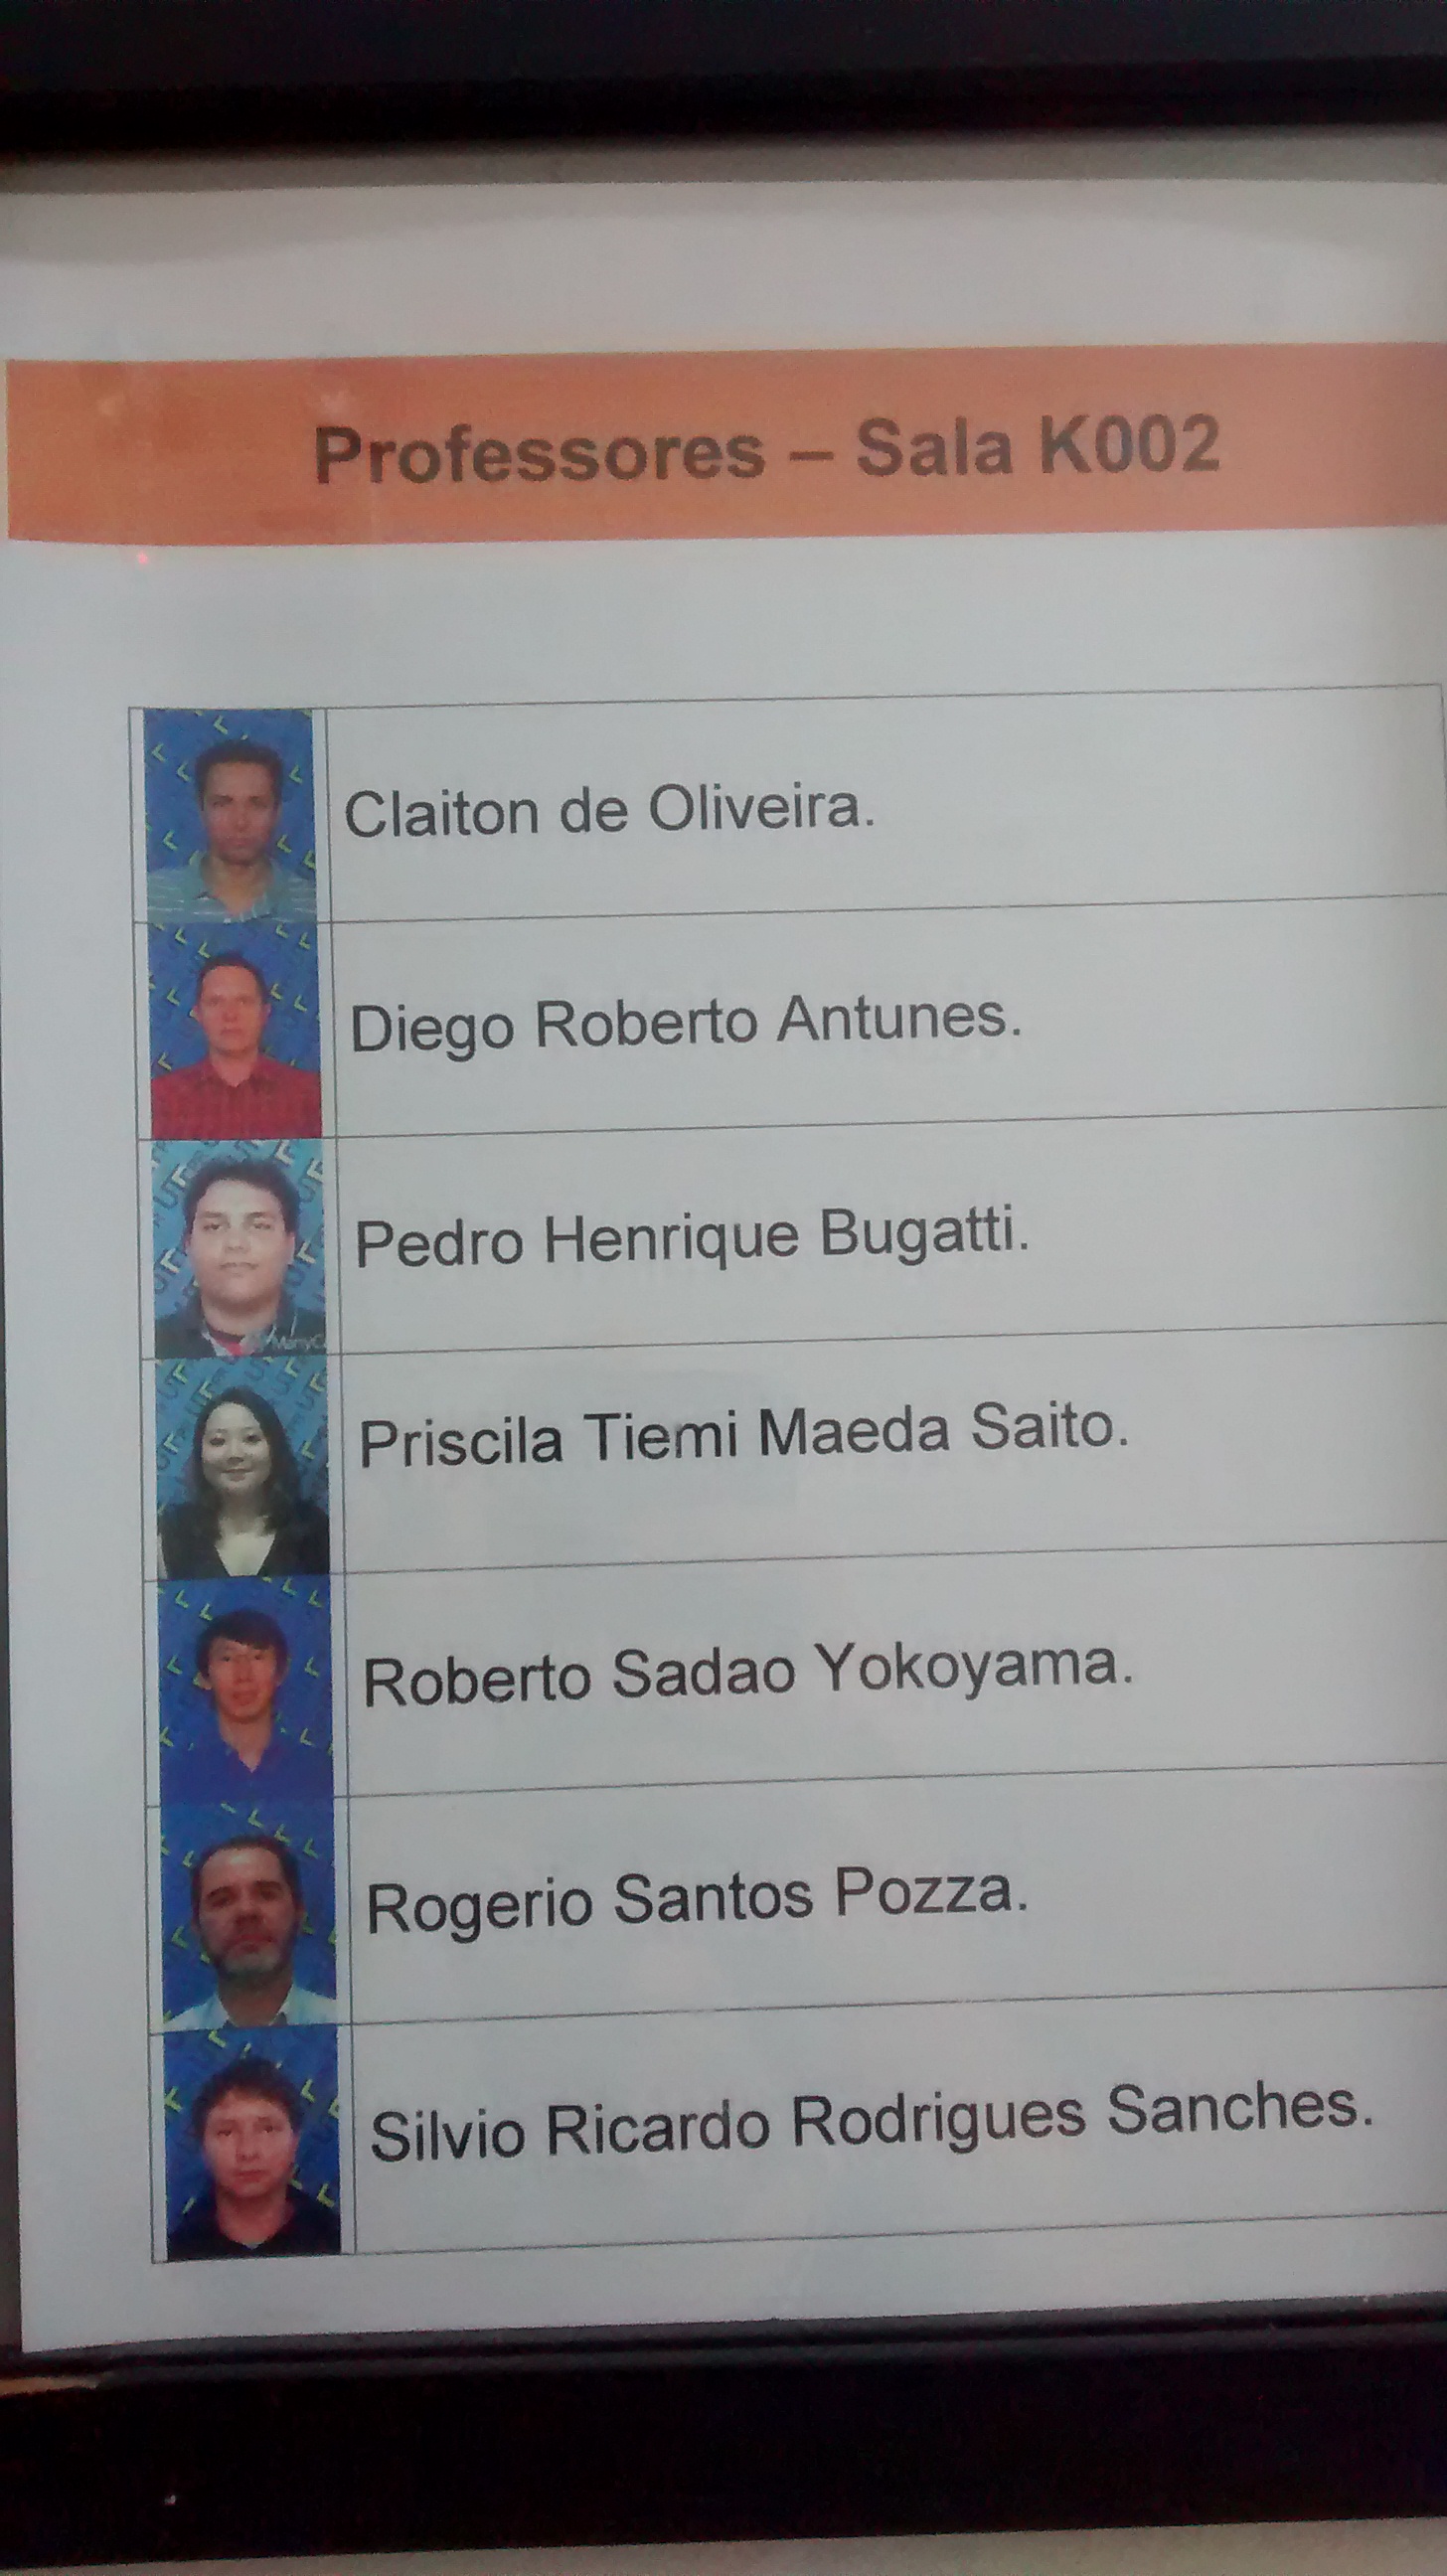 Professores – Sala K002
Claiton de Oliveira.
Diego Roberto Antunes.
Pedro Henrique Bugatti.
Priscila Tiemi Maeda Saito.
Roberto Sadao Yokoyama.
Rogerio Santos Pozza.
Silvio Ricardo Rodrigues Sanches.